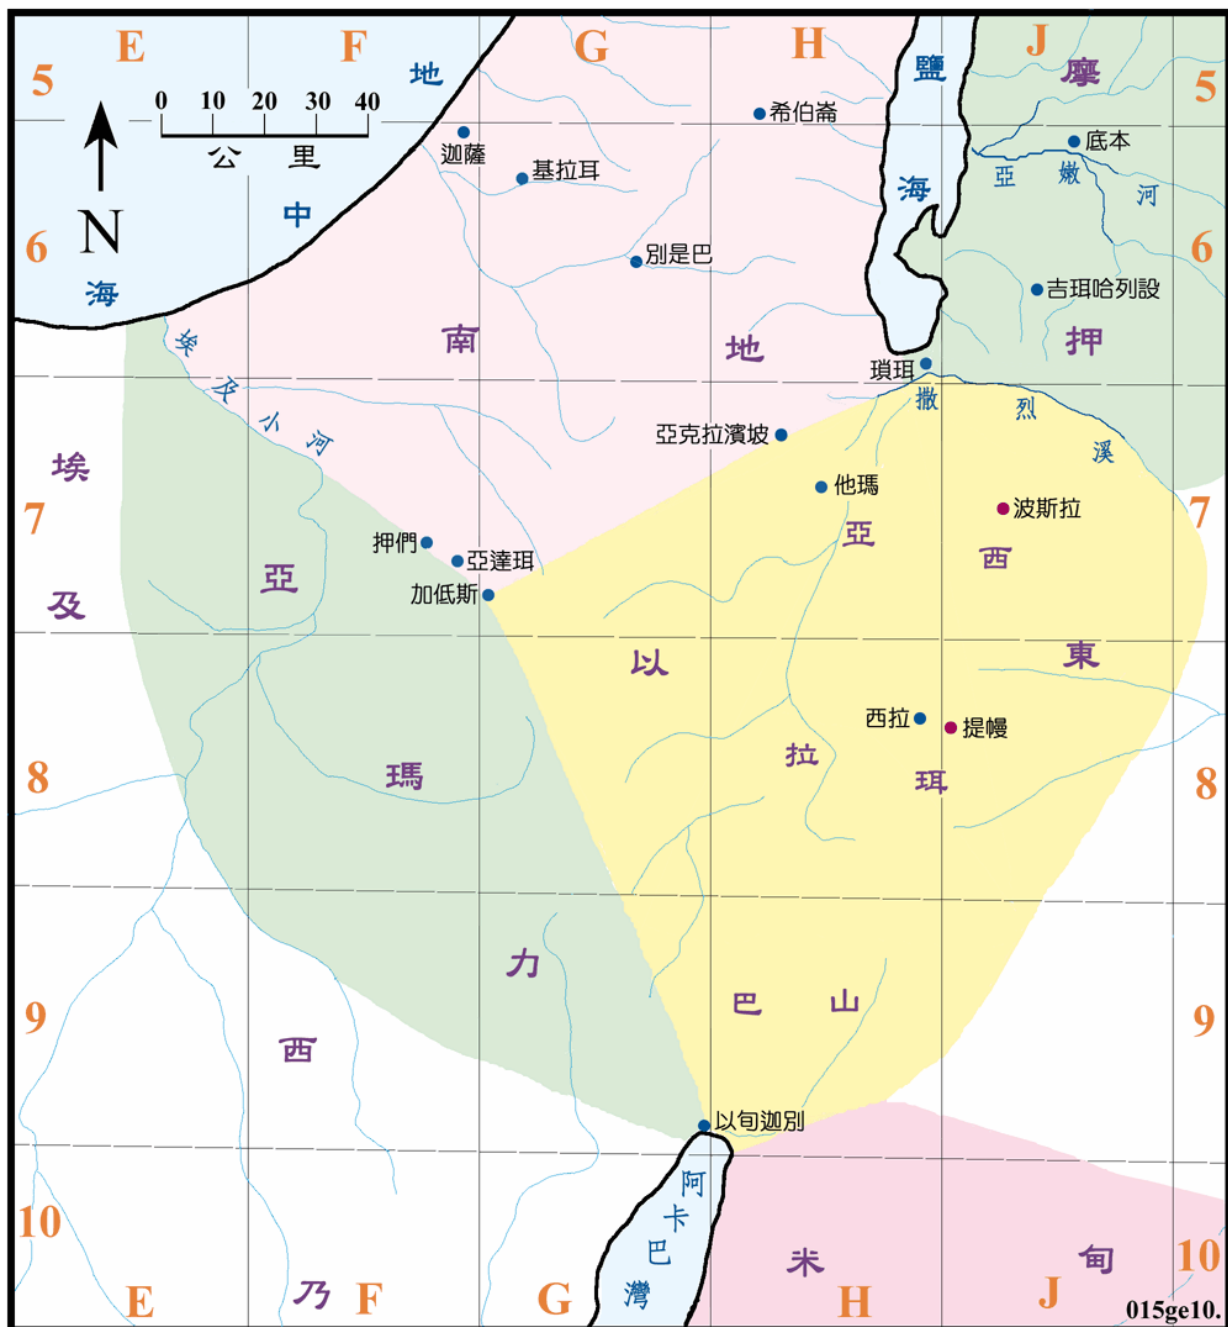 E F G H J
5 5
地
鹽
摩
0 10 20 30 40
公里
希伯崙
迦薩
底本
基拉耳
亞嫩河
海
中
N
6 6
別是巴
海
吉珥哈列設
埃及小河
南地
押
瑣珥
撒烈溪
亞克拉濱坡
埃及
他瑪
7 7
波斯拉
亞
西
押們
亞達珥
亞
加低斯
以
東
西拉
提幔
瑪
拉
珥
8 8
力
巴
山
9 9
西
以旬迦別
阿卡巴灣
10 10
米甸
乃
E F G H J
015ge10.